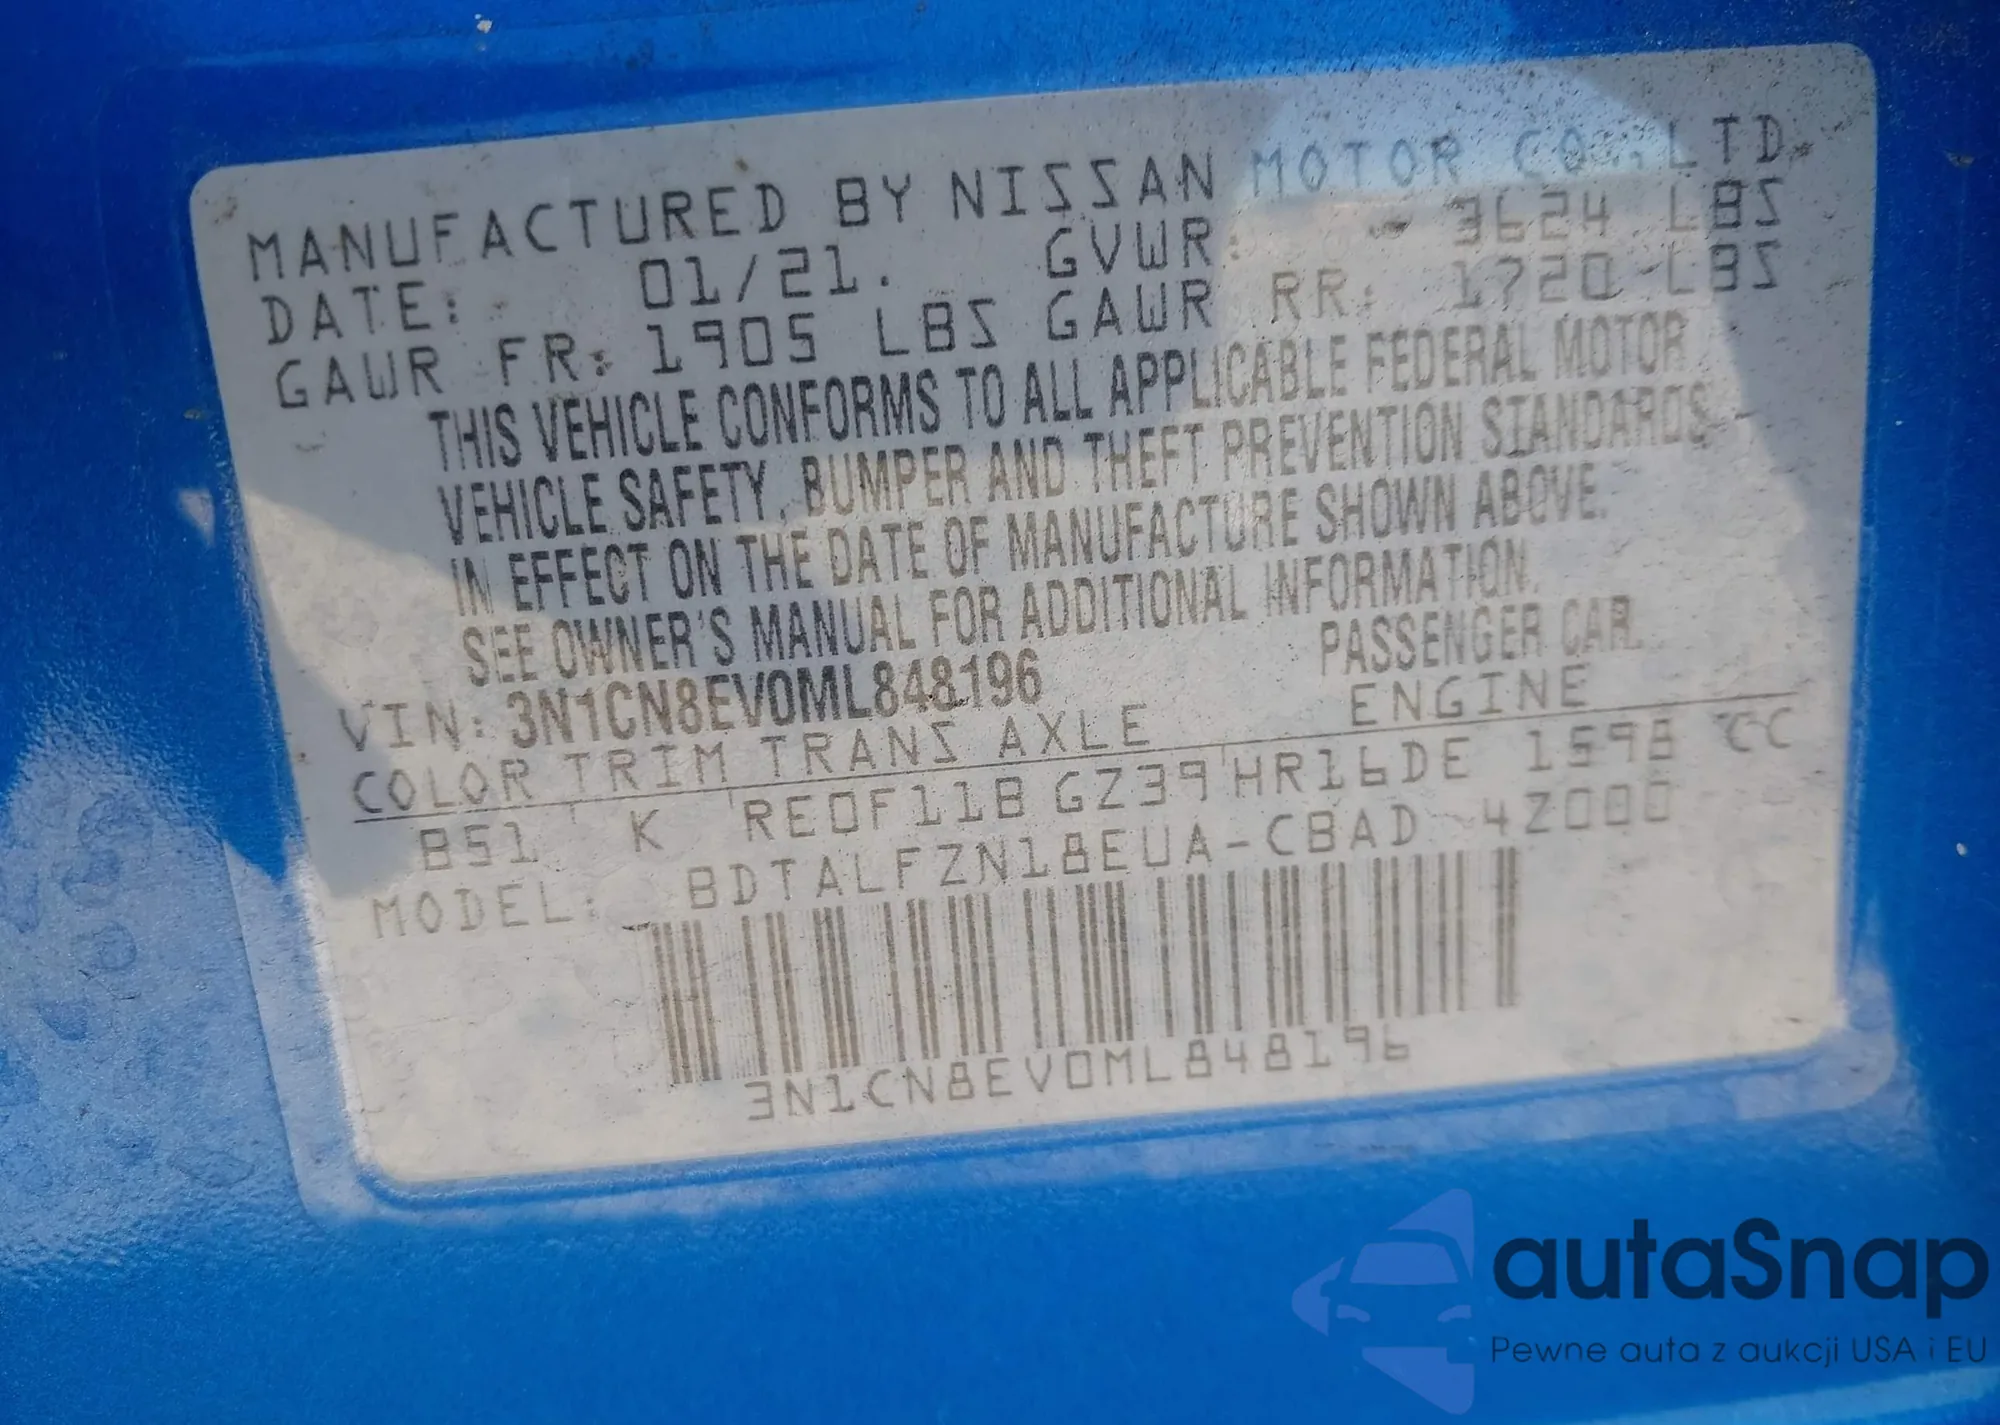 MANUFACTURED BY NISSAN MOTOR CO.,LTD.
DATE: 01/21. GVWR: 3624 LBS
GAWR FR: 1905 LBS GAWR RR: 1720 LBS
THIS VEHICLE CONFORMS TO ALL APPLICABLE FEDERAL MOTOR
VEHICLE SAFETY, BUMPER AND THEFT PREVENTION STANDARDS
IN EFFECT ON THE DATE OF MANUFACTURE SHOWN ABOVE.
SEE OWNER'S MANUAL FOR ADDITIONAL INFORMATION.
VIN: 3N1CN8EV0ML848196 PASSENGER CAR.
COLOR TRIM TRANS AXLE ENGINE
B51 K RE0F11B GZ39 HR16DE 1598 CC
MODEL: BDTALFZN18EUA-CBAD 4Z000
3N1CN8EV0ML848196
autaSnap
Pewne auta z aukcji USA i EU